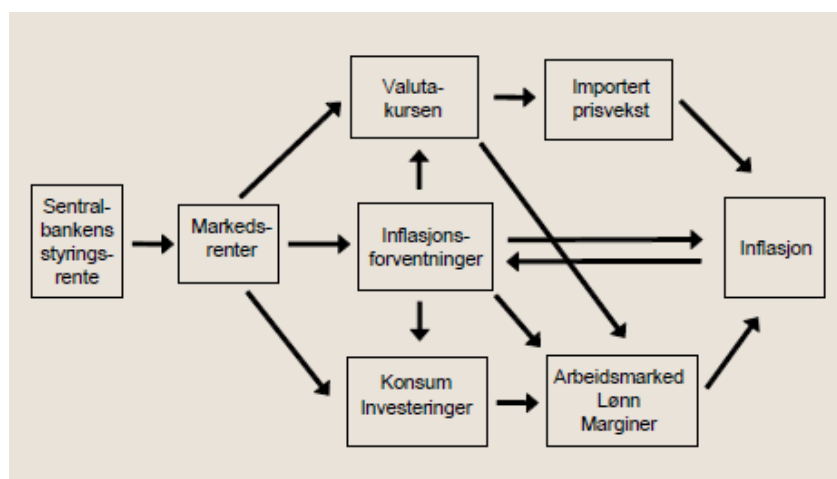 Valuta-
kursen
Importert
prisvekst
Sentral-
bankens
styrings-
rente
Markeds-
renter
Inflasjons-
forventninger
Inflasjon
Konsum
Investeringer
Arbeidsmarked
Lønn
Marginer